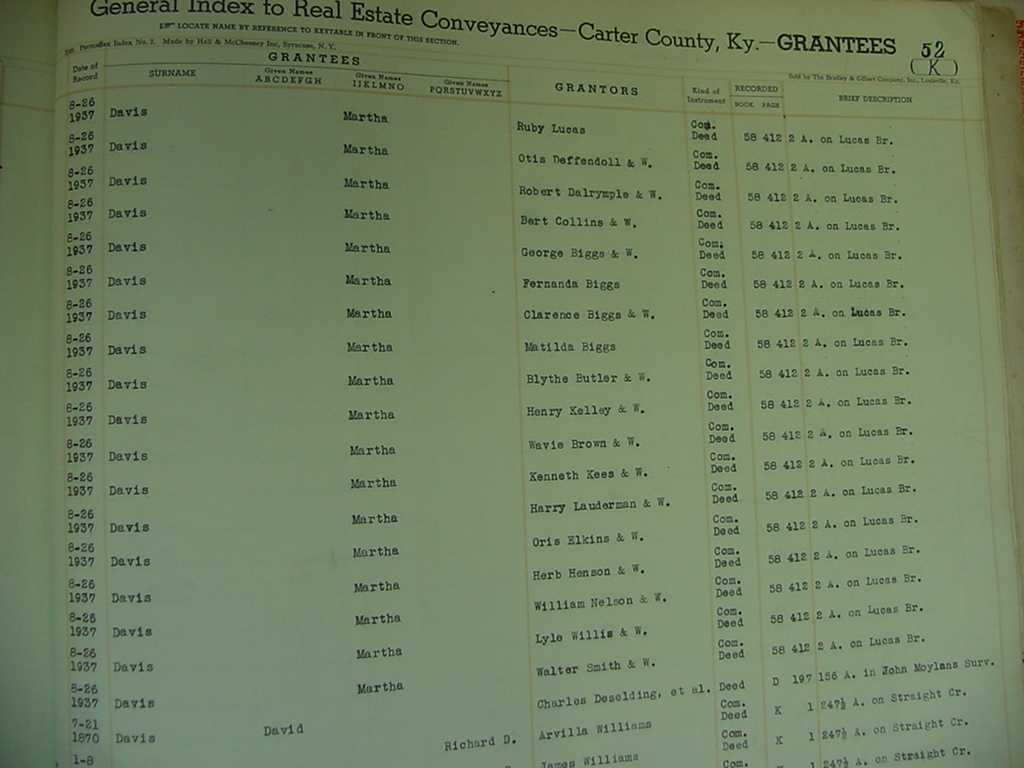 General Index to Real Estate Conveyances—Carter County, Ky.—GRANTEES 52
LOCATE NAME BY REFERENCE TO KEYTABLE IN FRONT OF THIS SECTION. (K)
Permaflex Index No. 2. Made by Hall & McChesney Inc, Syracuse, N. Y. Sold by The Bradley & Gilbert Company, Inc., Louisville, Ky.
Date of Record GRANTEES GRANTORS Kind of Instrument RECORDED BRIEF DESCRIPTION
SURNAME Given Names ABCDEFGH Given Names IJKLMNO Given Names PQRSTUVWXYZ BOOK PAGE
8-26 Com.
1937 Davis Martha Ruby Lucas Deed 58 412 2 A. on Lucas Br.
8-26 Com.
1937 Davis Martha Otis Deffendoll & W. Deed 58 412 2 A. on Lucas Br.
8-26 Com.
1937 Davis Martha Robert Dalrymple & W. Deed 58 412 2 A. on Lucas Br.
8-26 Com.
1937 Davis Martha Bert Collins & W. Deed 58 412 2 A. on Lucas Br.
8-26 Com.
1937 Davis Martha George Biggs & W. Deed 58 412 2 A. on Lucas Br.
8-26 Com.
1937 Davis Martha Fernanda Biggs Deed 58 412 2 A. on Lucas Br.
8-26 Com.
1937 Davis Martha Clarence Biggs & W. Deed 58 412 2 A. on Lucas Br.
8-26 Com.
1937 Davis Martha Matilda Biggs Deed 58 412 2 A. on Lucas Br.
8-26 Com.
1937 Davis Martha Blythe Butler & W. Deed 58 412 2 A. on Lucas Br.
8-26 Com.
1937 Davis Martha Henry Kelley & W. Deed 58 412 2 A. on Lucas Br.
8-26 Com.
1937 Davis Martha Wavie Brown & W. Deed 58 412 2 A. on Lucas Br.
8-26 Com.
1937 Davis Martha Kenneth Kees & W. Deed 58 412 2 A. on Lucas Br.
8-26 Com.
1937 Davis Martha Harry Lauderman & W. Deed 58 412 2 A. on Lucas Br.
8-26 Com.
1937 Davis Martha Oris Elkins & W. Deed 58 412 2 A. on Lucas Br.
8-26 Com.
1937 Davis Martha Herb Henson & W. Deed 58 412 2 A. on Lucas Br.
8-26 Com.
1937 Davis Martha William Nelson & W. Deed 58 412 2 A. on Lucas Br.
8-26 Com.
1937 Davis Martha Lyle Willis & W. Deed 58 412 2 A. on Lucas Br.
8-26 Com.
1937 Davis Martha Walter Smith & W. Deed 58 412 2 A. on Lucas Br.
7-21
1870 Davis David Charles Deselding, et al. Deed D 197 156 A. in John Moylans Surv.
1-8 Com.
Richard D. Arvilla Williams Deed K 1 247½ A. on Straight Cr.
Com.
James Williams Deed K 1 247½ A. on Straight Cr.
Com. K 1 247½ A. on Straight Cr.